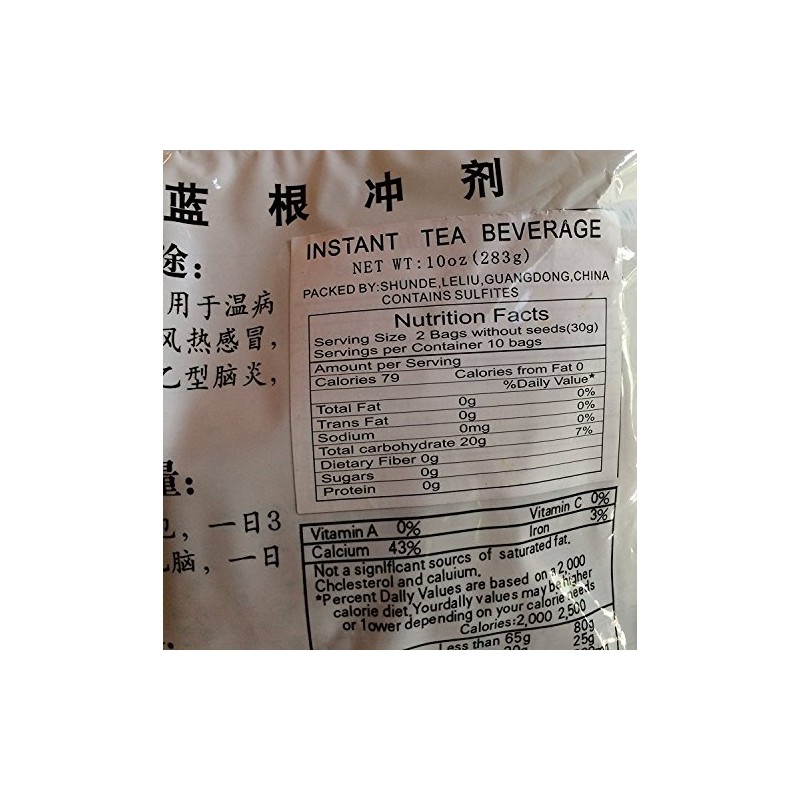 蓝根冲剂
途：
用于温病
风热感冒，
乙型脑炎，
量：
，一日3
脑，一日
INSTANT TEA BEVERAGE
NET WT:10oz(283g)
PACKED BY:SHUNDE,LELIU,GUANGDONG,CHINA
CONTAINS SULFITES
Nutrition Facts
Serving Size 2 Bags without seeds(30g)
Servings per Container 10 bags
Amount per Serving
Calories 79 Calories from Fat 0
%Daily Value*
Total Fat 0g 0%
Trans Fat 0g 0%
Sodium 0mg 0%
Total carbohydrate 20g 7%
Dietary Fiber 0g
Sugars 0g
Protein 0g
Vitamin A 0% Vitamin C 0%
Calcium 43% Iron 3%
Not a signlflcant sourcs of saturated fat.
Chclesterol and caluium.
*Percent Dally Values are based on a 2,000
calorie diet,Yourdally values may be higher
or 1ower depending on your calorie needs
Calories:2,000 2,500
Less than 65g 80g
25g